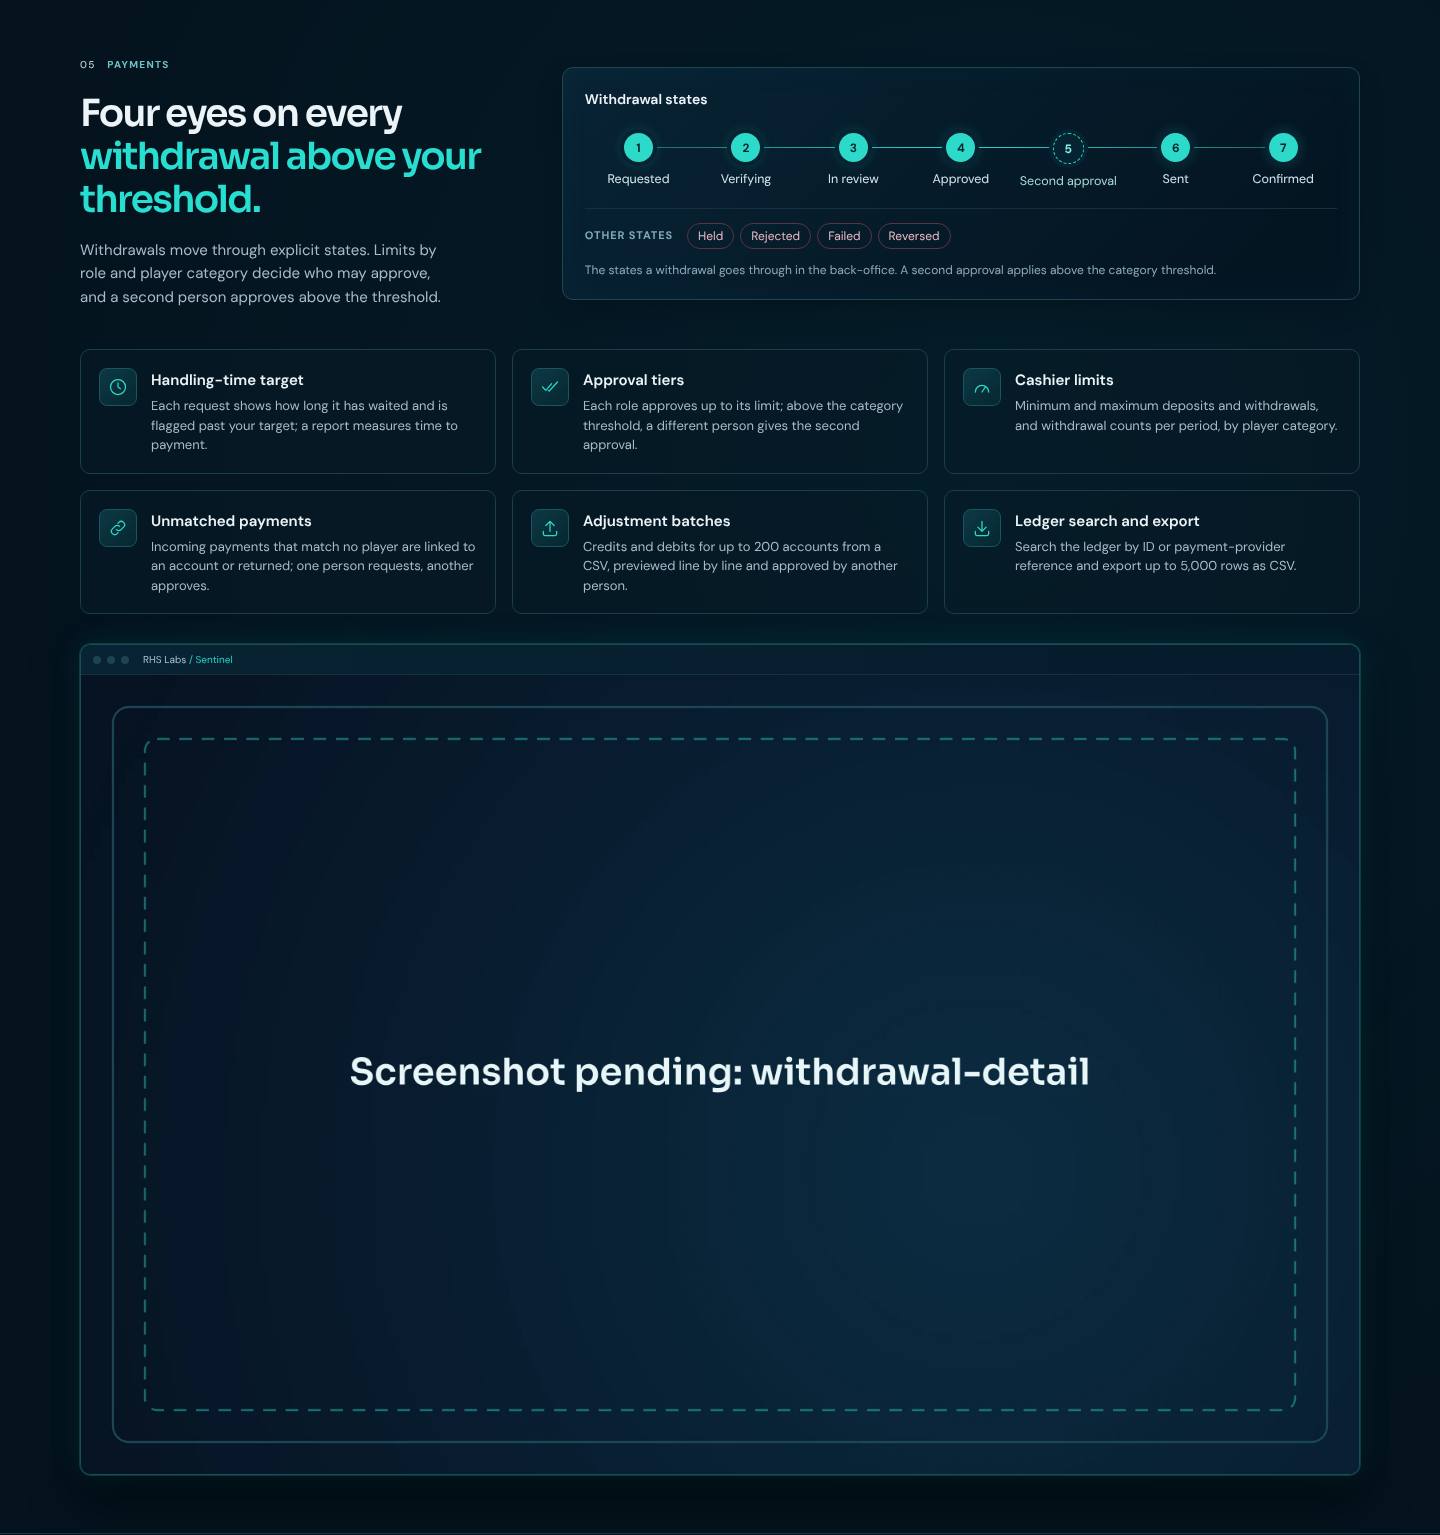 05 PAYMENTS
Four eyes on every
withdrawal above your
threshold.
Withdrawals move through explicit states. Limits by
role and player category decide who may approve,
and a second person approves above the threshold.
Withdrawal states
1 2 3 4 5 6 7
Requested Verifying In review Approved Second approval Sent Confirmed
OTHER STATES Held Rejected Failed Reversed
The states a withdrawal goes through in the back-office. A second approval applies above the category threshold.
Handling-time target
Each request shows how long it has waited and is
flagged past your target; a report measures time to
payment.
Approval tiers
Each role approves up to its limit; above the category
threshold, a different person gives the second
approval.
Cashier limits
Minimum and maximum deposits and withdrawals,
and withdrawal counts per period, by player category.
Unmatched payments
Incoming payments that match no player are linked to
an account or returned; one person requests, another
approves.
Adjustment batches
Credits and debits for up to 200 accounts from a
CSV, previewed line by line and approved by another
person.
Ledger search and export
Search the ledger by ID or payment-provider
reference and export up to 5,000 rows as CSV.
RHS Labs / Sentinel
Screenshot pending: withdrawal-detail